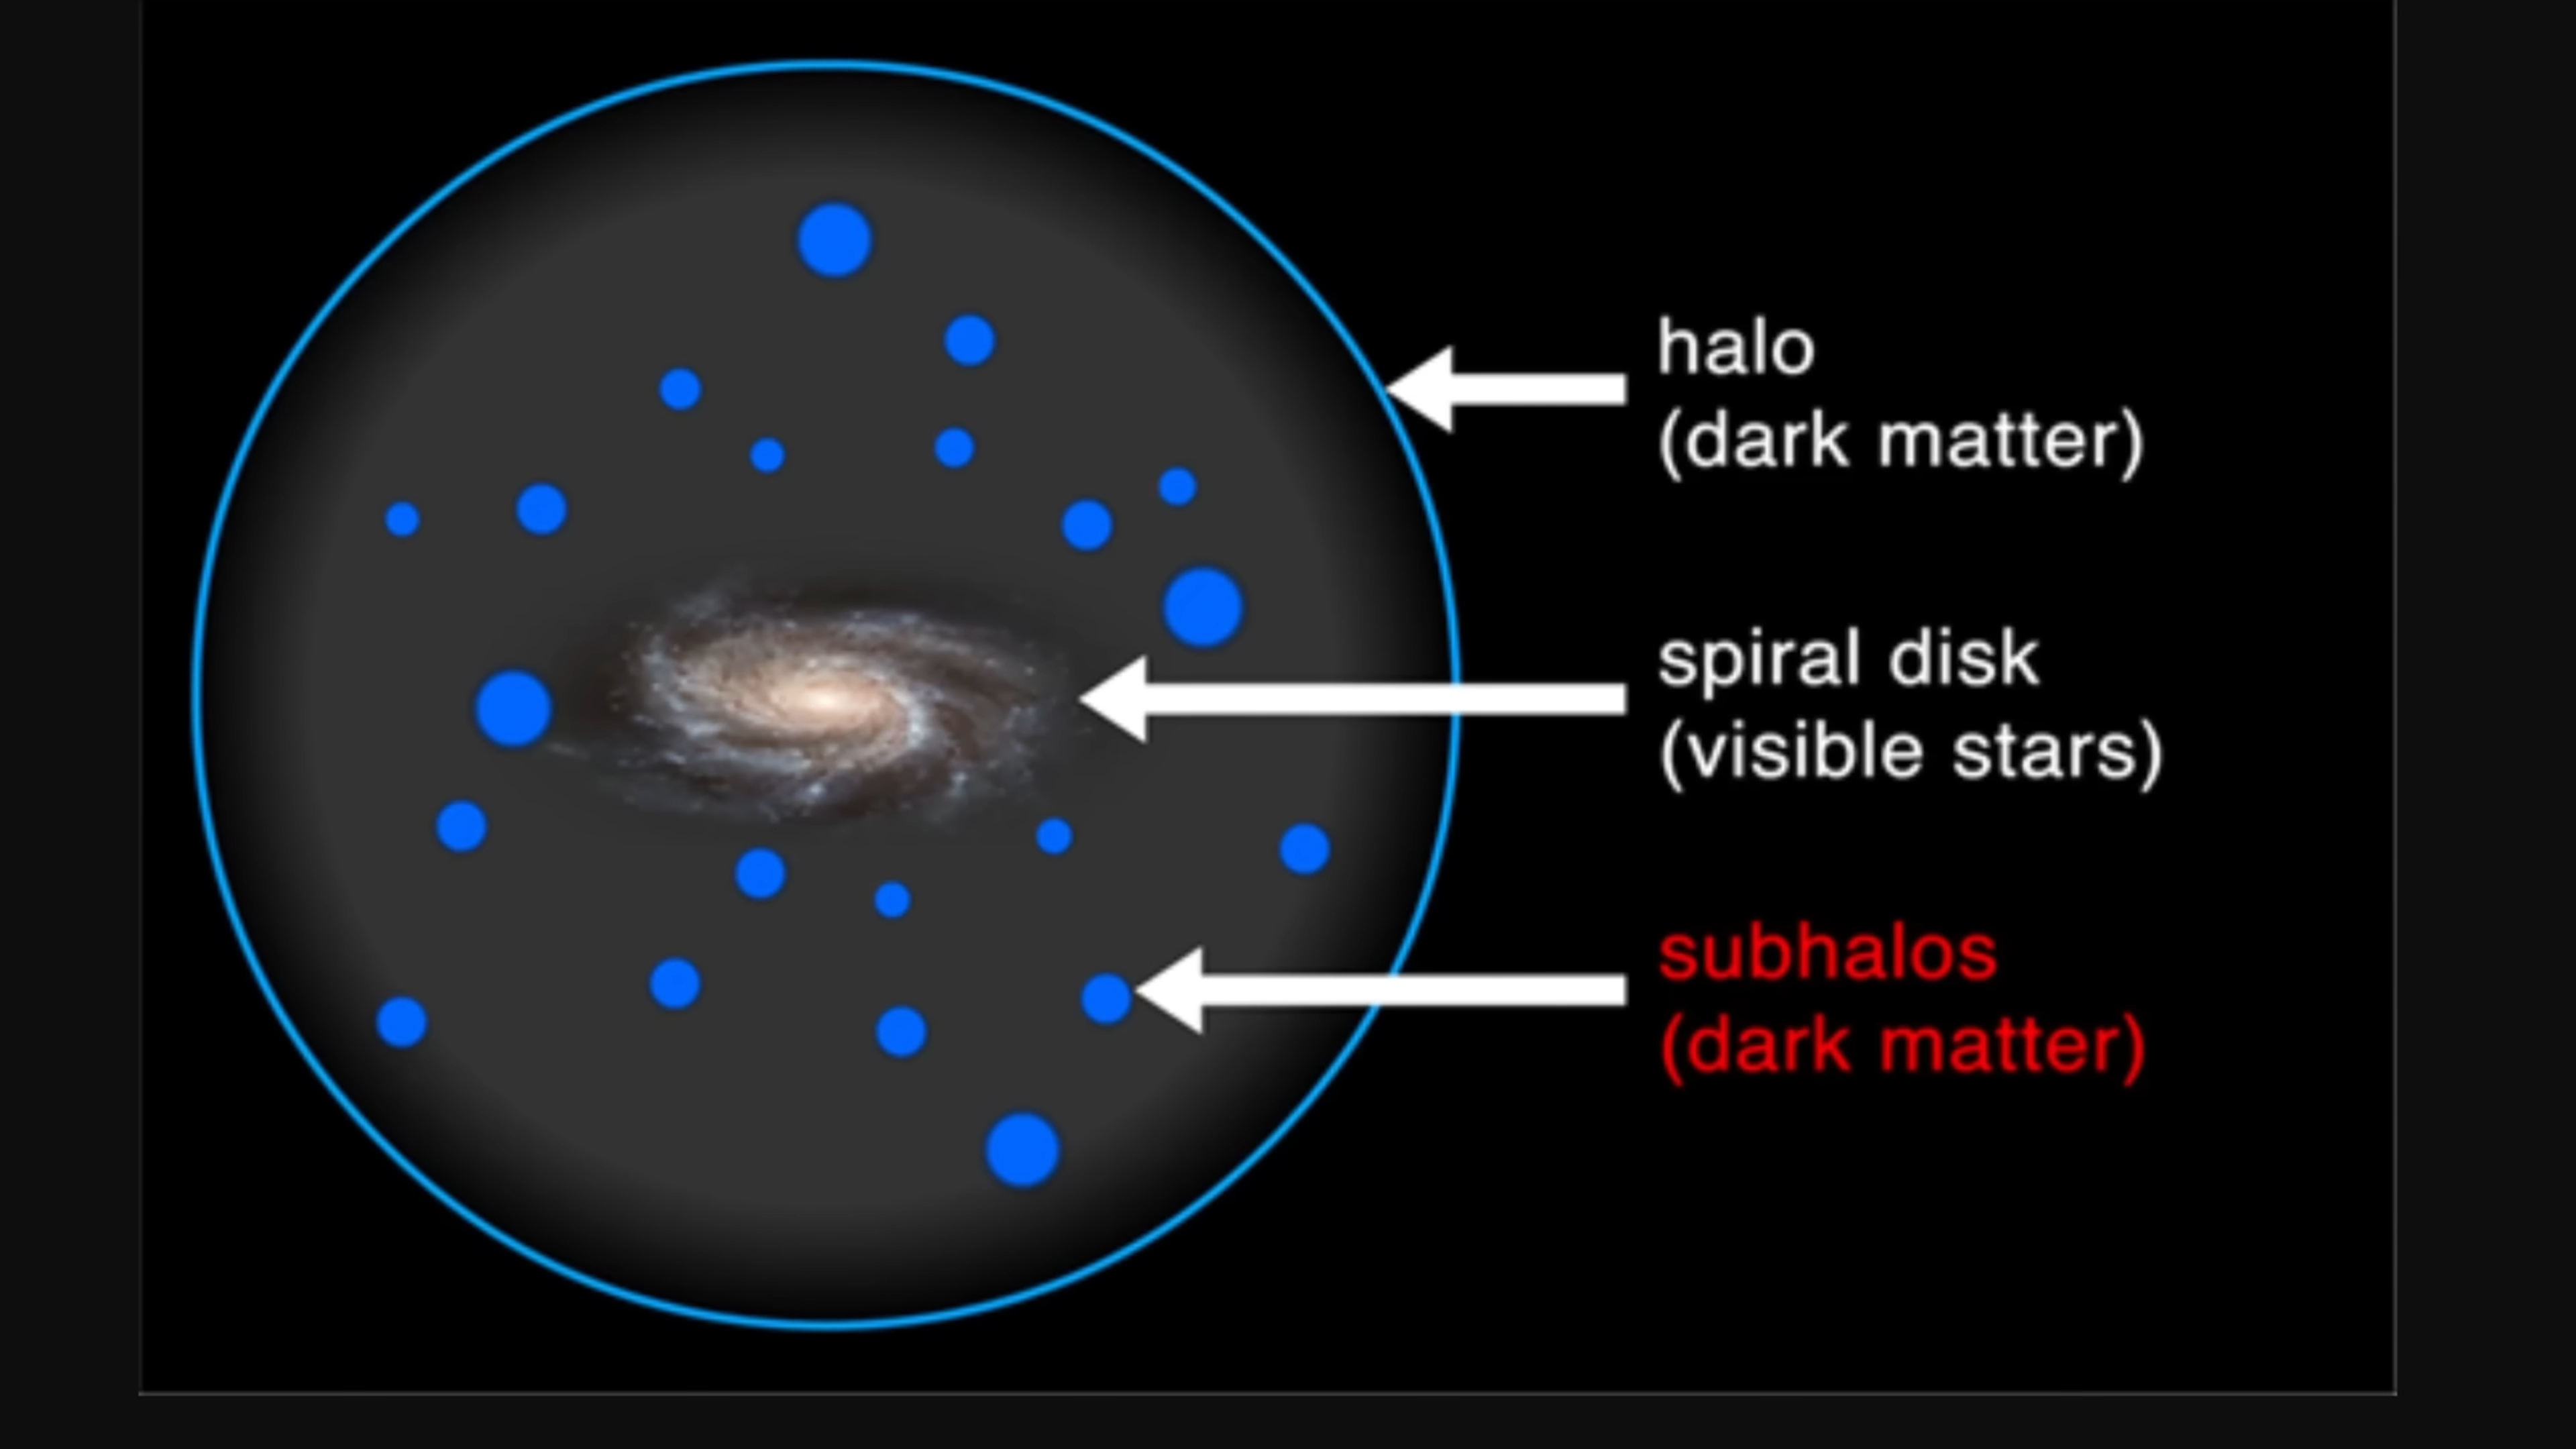 halo
(dark matter)
spiral disk
(visible stars)
subhalos
(dark matter)